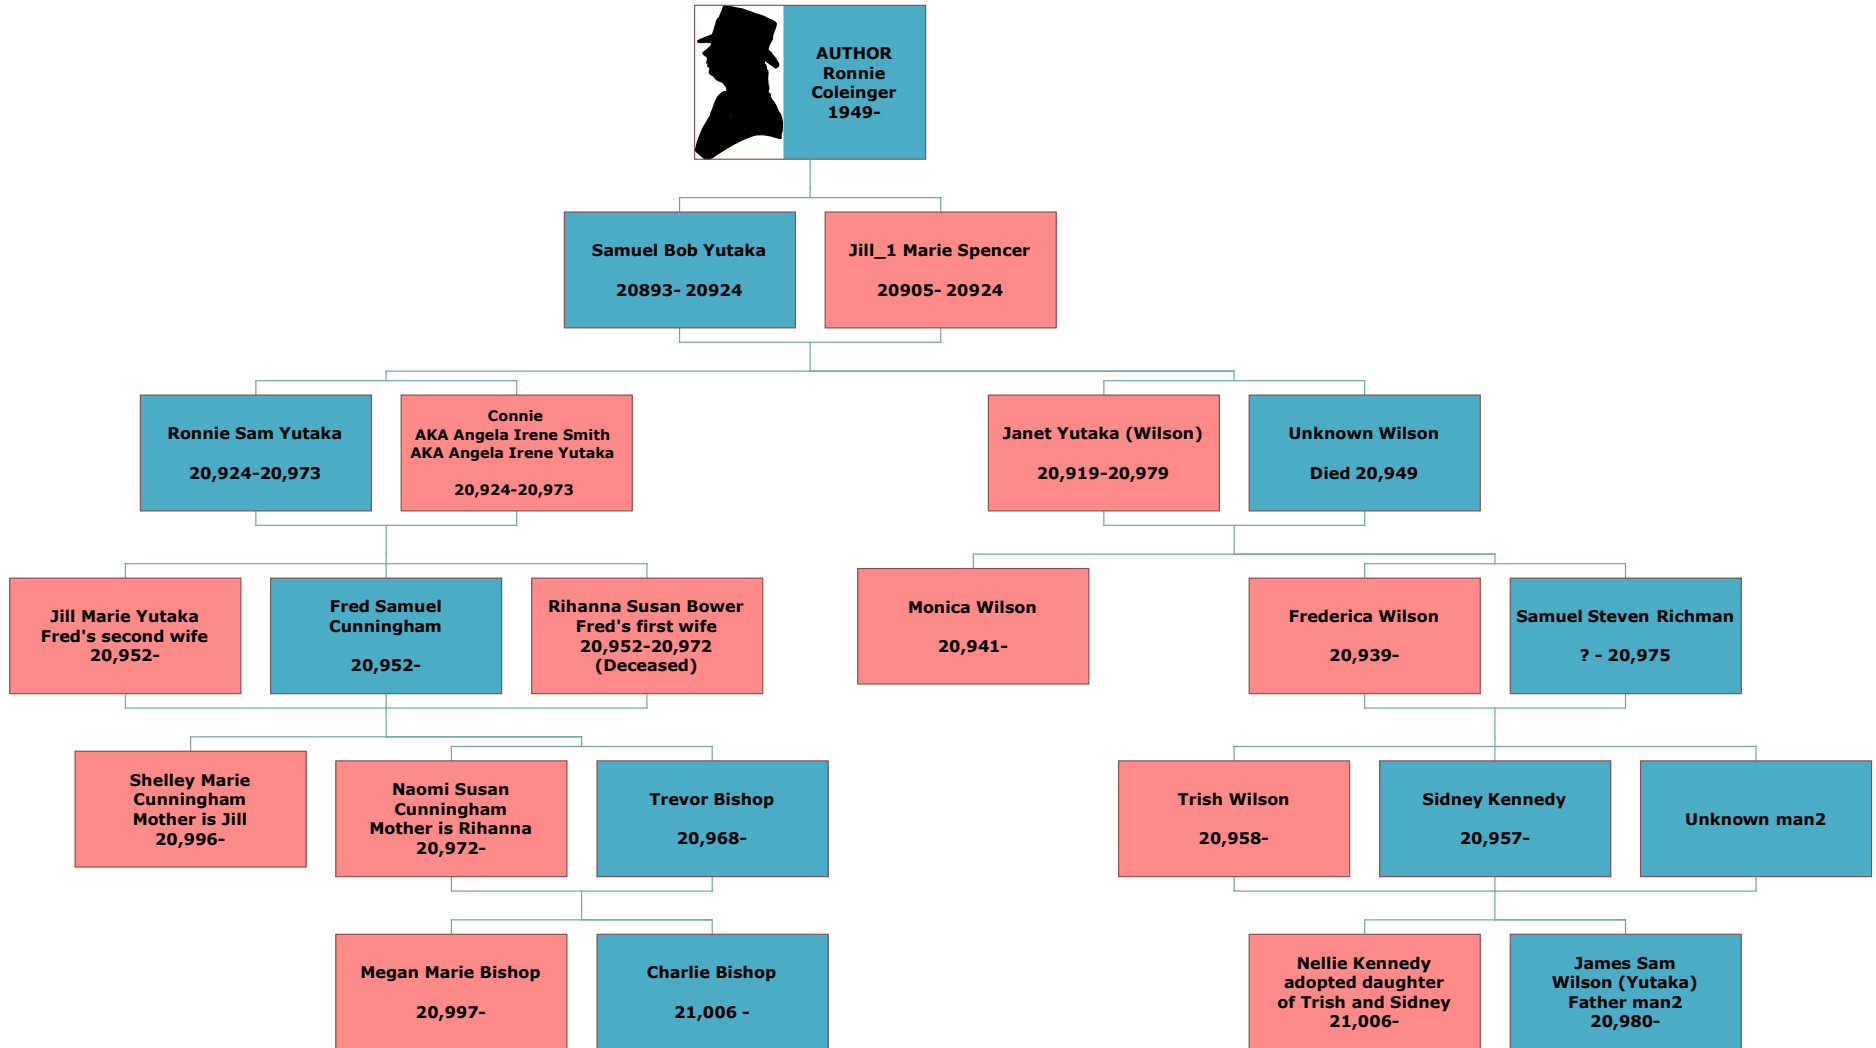 AUTHOR
Ronnie
Coleinger
1949-
Samuel Bob Yutaka
20893- 20924
Jill_1 Marie Spencer
20905- 20924
Ronnie Sam Yutaka
20,924-20,973
Connie
AKA Angela Irene Smith
AKA Angela Irene Yutaka
20,924-20,973
Janet Yutaka (Wilson)
20,919-20,979
Unknown Wilson
Died 20,949
Jill Marie Yutaka
Fred's second wife
20,952-
Fred Samuel
Cunningham
20,952-
Rihanna Susan Bower
Fred's first wife
20,952-20,972
(Deceased)
Monica Wilson
20,941-
Frederica Wilson
20,939-
Samuel Steven Richman
? - 20,975
Shelley Marie
Cunningham
Mother is Jill
20,996-
Naomi Susan
Cunningham
Mother is Rihanna
20,972-
Trevor Bishop
20,968-
Trish Wilson
20,958-
Sidney Kennedy
20,957-
Unknown man2
Megan Marie Bishop
20,997-
Charlie Bishop
21,006 -
Nellie Kennedy
adopted daughter
of Trish and Sidney
21,006-
James Sam
Wilson (Yutaka)
Father man2
20,980-